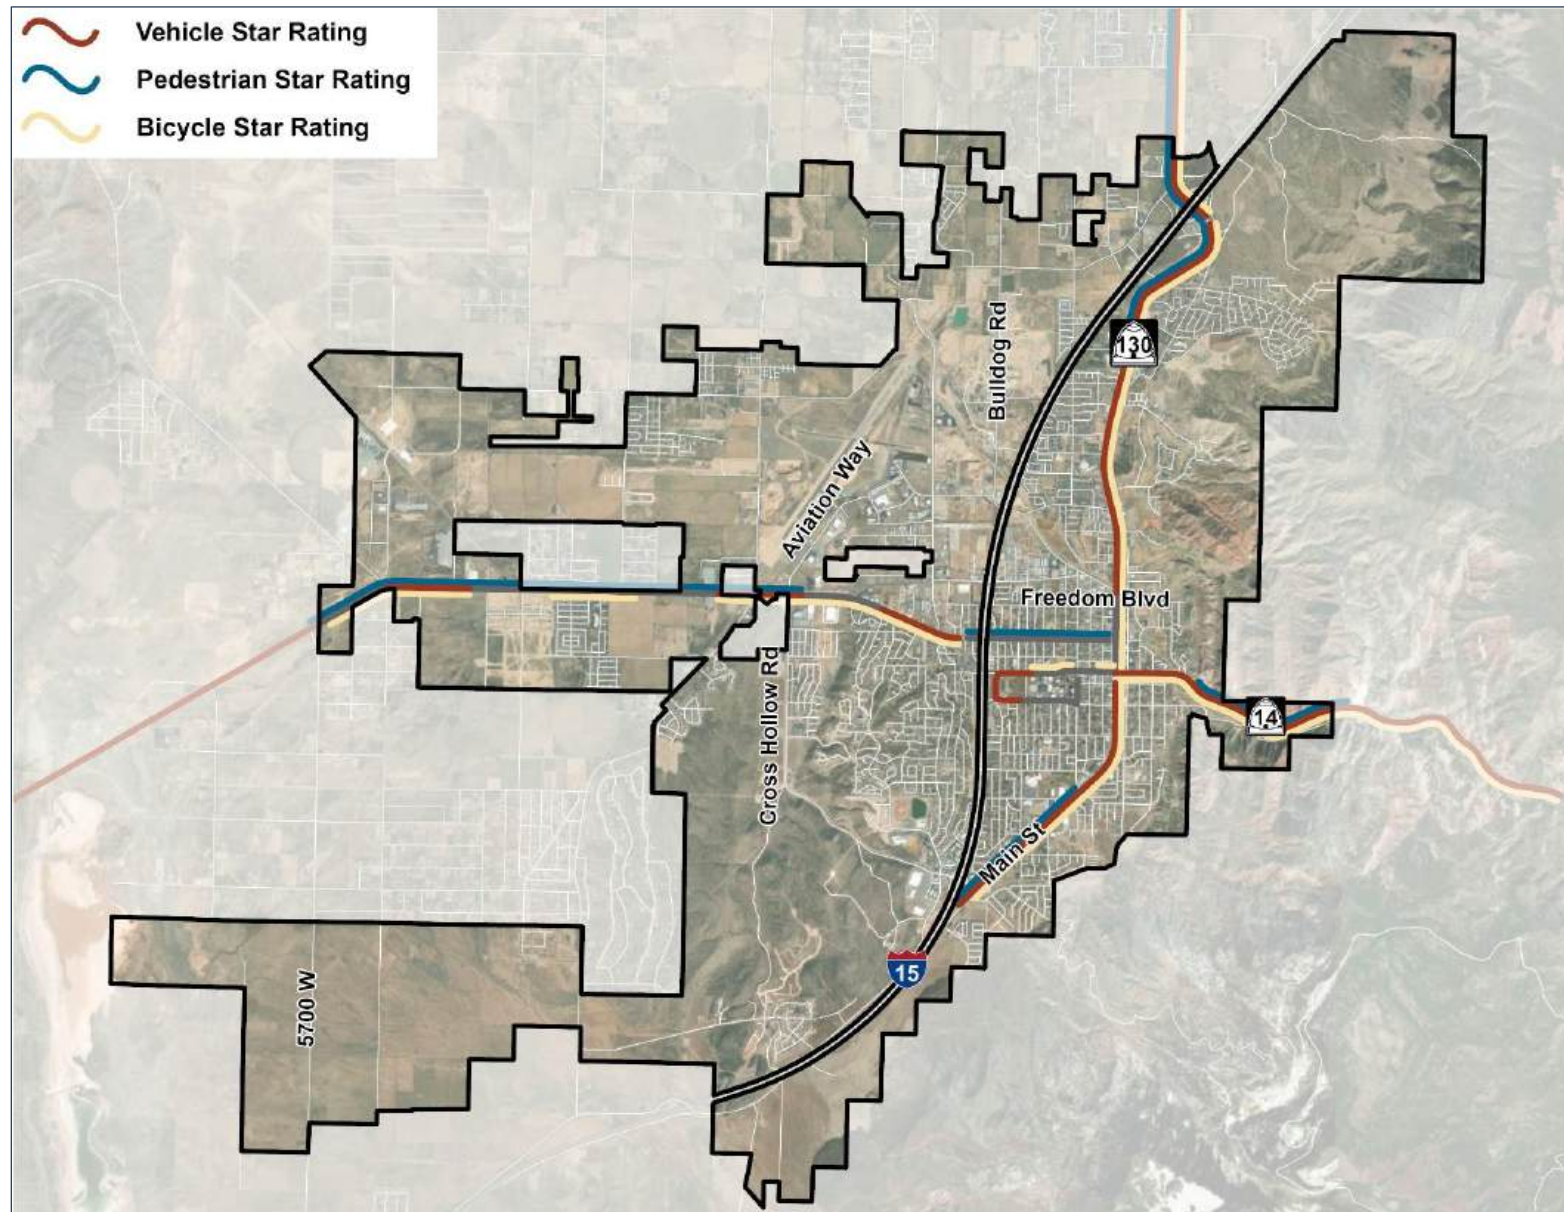 Vehicle Star Rating
Pedestrian Star Rating
Bicycle Star Rating
Bulldog Rd
130
Aviation Way
Freedom Blvd
Cross Hollow Rd
14
Main St
15
5700 W